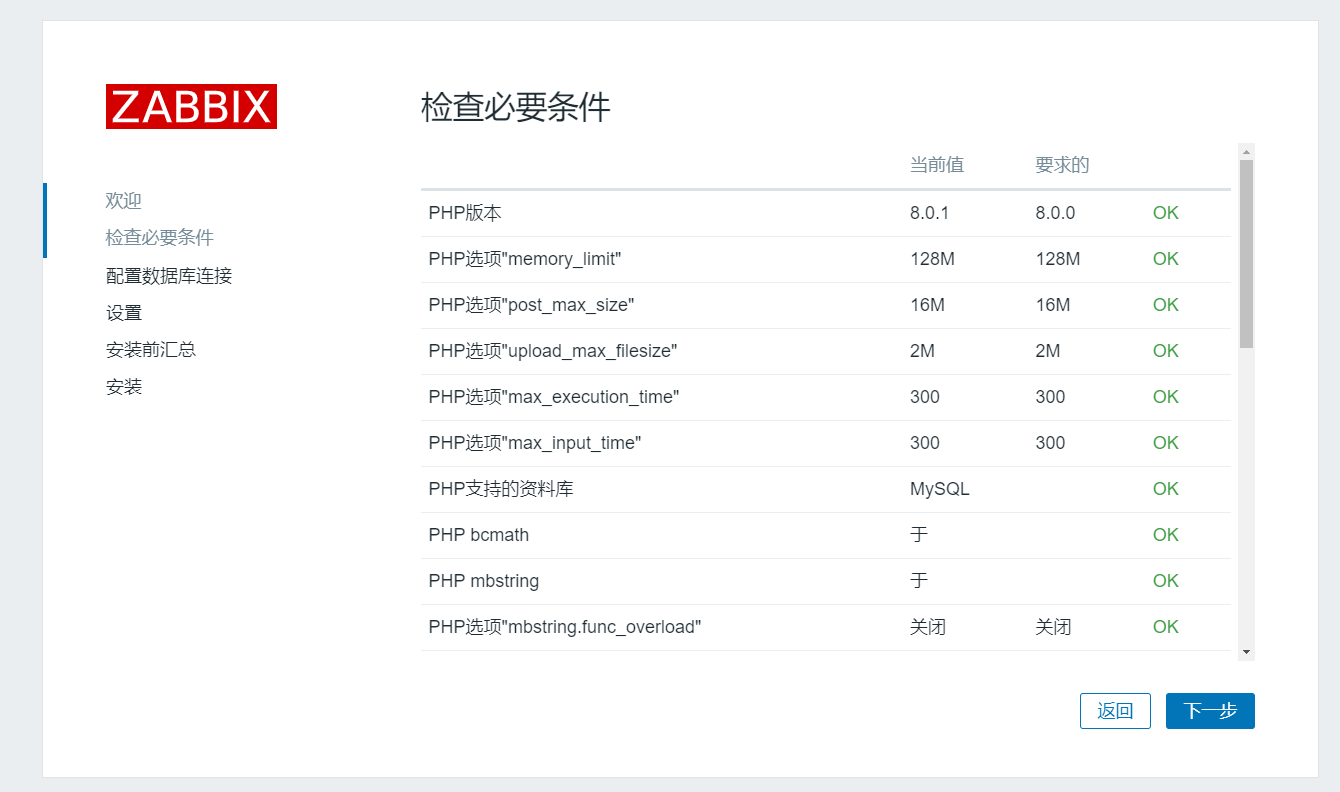 ZABBIX
欢迎
检查必要条件
配置数据库连接
设置
安装前汇总
安装
检查必要条件
当前值 要求的
PHP版本 8.0.1 8.0.0 OK
PHP选项"memory_limit" 128M 128M OK
PHP选项"post_max_size" 16M 16M OK
PHP选项"upload_max_filesize" 2M 2M OK
PHP选项"max_execution_time" 300 300 OK
PHP选项"max_input_time" 300 300 OK
PHP支持的资料库 MySQL OK
PHP bcmath 于 OK
PHP mbstring 于 OK
PHP选项"mbstring.func_overload" 关闭 关闭 OK
返回 下一步